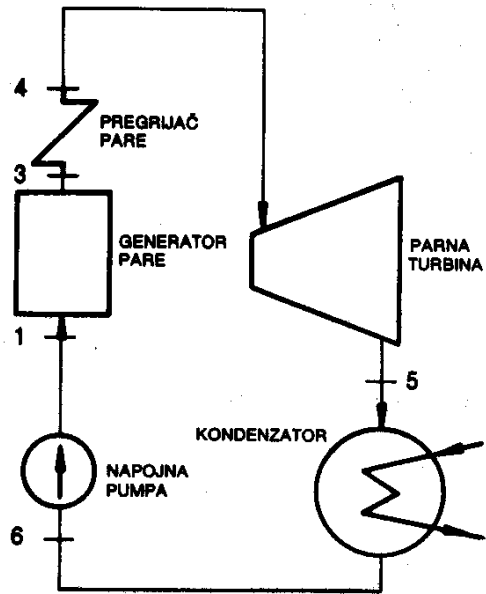 4
PREGRIJAČ
PARE
3
GENERATOR
PARE
PARNA
TURBINA
1
5
KONDENZATOR
NAPOJNA
PUMPA
6